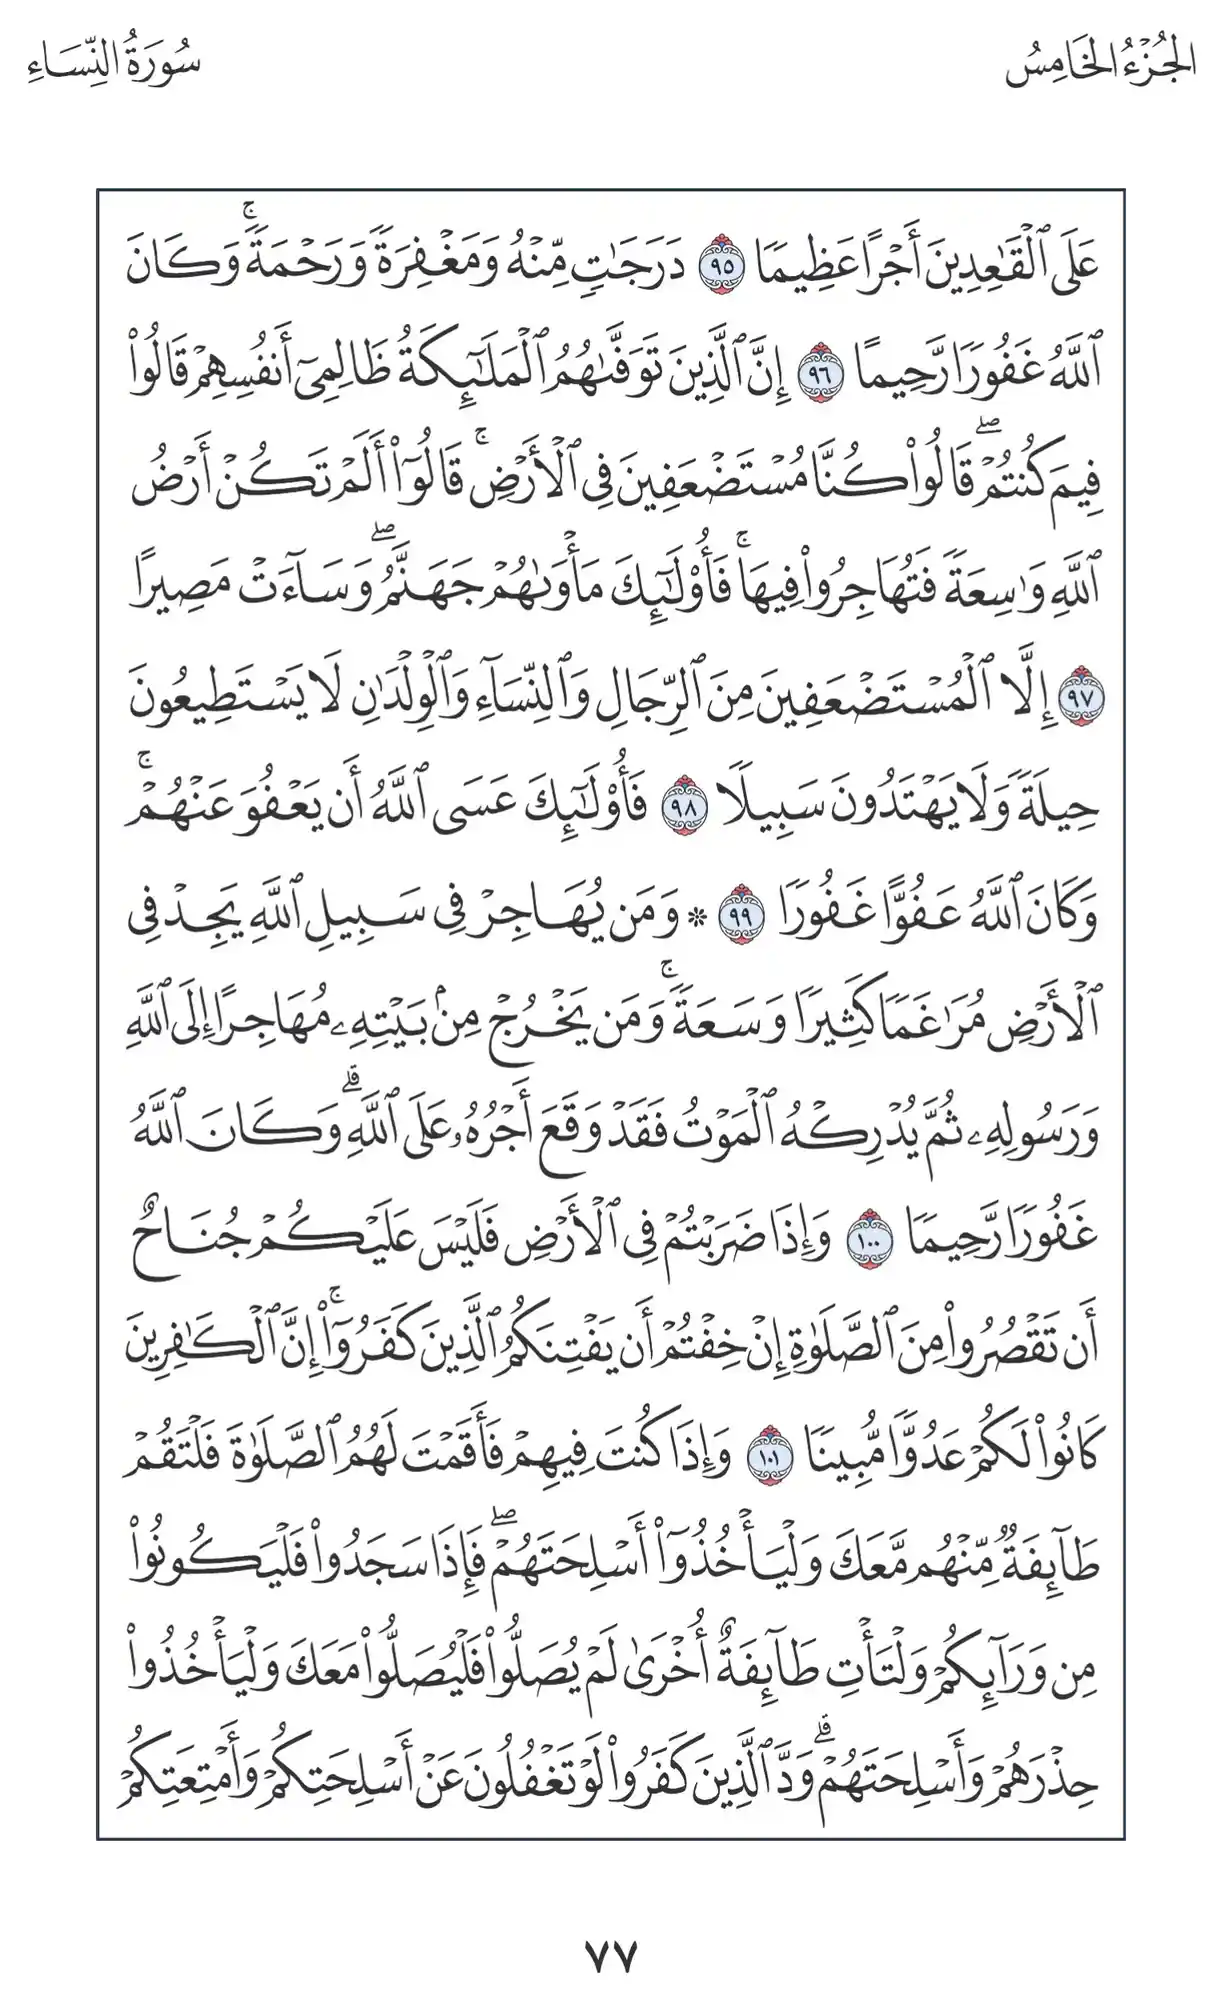 الجُزْءُ الخَامِسُ
سُورَةُ النِّسَاءِ
عَلَى ٱلۡقَٰعِدِينَ أَجۡرًا عَظِيمٗا ٩٥ دَرَجَٰتٖ مِّنۡهُ وَمَغۡفِرَةٗ وَرَحۡمَةٗۚ وَكَانَ
ٱللَّهُ غَفُورٗا رَّحِيمًا ٩٦ إِنَّ ٱلَّذِينَ تَوَفَّىٰهُمُ ٱلۡمَلَٰٓئِكَةُ ظَالِمِيٓ أَنفُسِهِمۡ قَالُواْ
فِيمَ كُنتُمۡۖ قَالُواْ كُنَّا مُسۡتَضۡعَفِينَ فِي ٱلۡأَرۡضِۚ قَالُوٓاْ أَلَمۡ تَكُنۡ أَرۡضُ
ٱللَّهِ وَٰسِعَةٗ فَتُهَاجِرُواْ فِيهَاۚ فَأُوْلَٰٓئِكَ مَأۡوَىٰهُمۡ جَهَنَّمُۖ وَسَآءَتۡ مَصِيرًا
٩٧ إِلَّا ٱلۡمُسۡتَضۡعَفِينَ مِنَ ٱلرِّجَالِ وَٱلنِّسَآءِ وَٱلۡوِلۡدَٰنِ لَا يَسۡتَطِيعُونَ
حِيلَةٗ وَلَا يَهۡتَدُونَ سَبِيلٗا ٩٨ فَأُوْلَٰٓئِكَ عَسَى ٱللَّهُ أَن يَعۡفُوَ عَنۡهُمۡۚ
وَكَانَ ٱللَّهُ عَفُوًّا غَفُورٗا ٩٩ ۞ وَمَن يُهَاجِرۡ فِي سَبِيلِ ٱللَّهِ يَجِدۡ فِي
ٱلۡأَرۡضِ مُرَٰغَمٗا كَثِيرٗا وَسَعَةٗۚ وَمَن يَخۡرُجۡ مِنۢ بَيۡتِهِۦ مُهَاجِرًا إِلَى ٱللَّهِ
وَرَسُولِهِۦ ثُمَّ يُدۡرِكۡهُ ٱلۡمَوۡتُ فَقَدۡ وَقَعَ أَجۡرُهُۥ عَلَى ٱللَّهِۗ وَكَانَ ٱللَّهُ
غَفُورٗا رَّحِيمٗا ١٠٠ وَإِذَا ضَرَبۡتُمۡ فِي ٱلۡأَرۡضِ فَلَيۡسَ عَلَيۡكُمۡ جُنَاحٌ
أَن تَقۡصُرُواْ مِنَ ٱلصَّلَوٰةِ إِنۡ خِفۡتُمۡ أَن يَفۡتِنَكُمُ ٱلَّذِينَ كَفَرُوٓاْۚ إِنَّ ٱلۡكَٰفِرِينَ
كَانُواْ لَكُمۡ عَدُوّٗا مُّبِينٗا ١٠١ وَإِذَا كُنتَ فِيهِمۡ فَأَقَمۡتَ لَهُمُ ٱلصَّلَوٰةَ فَلۡتَقُمۡ
طَآئِفَةٞ مِّنۡهُم مَّعَكَ وَلۡيَأۡخُذُوٓاْ أَسۡلِحَتَهُمۡۖ فَإِذَا سَجَدُواْ فَلۡيَكُونُواْ
مِن وَرَآئِكُمۡ وَلۡتَأۡتِ طَآئِفَةٌ أُخۡرَىٰ لَمۡ يُصَلُّواْ فَلۡيُصَلُّواْ مَعَكَ وَلۡيَأۡخُذُواْ
حِذۡرَهُمۡ وَأَسۡلِحَتَهُمۡۗ وَدَّ ٱلَّذِينَ كَفَرُواْ لَوۡ تَغۡفُلُونَ عَنۡ أَسۡلِحَتِكُمۡ وَأَمۡتِعَتِكُمۡ
٧٧